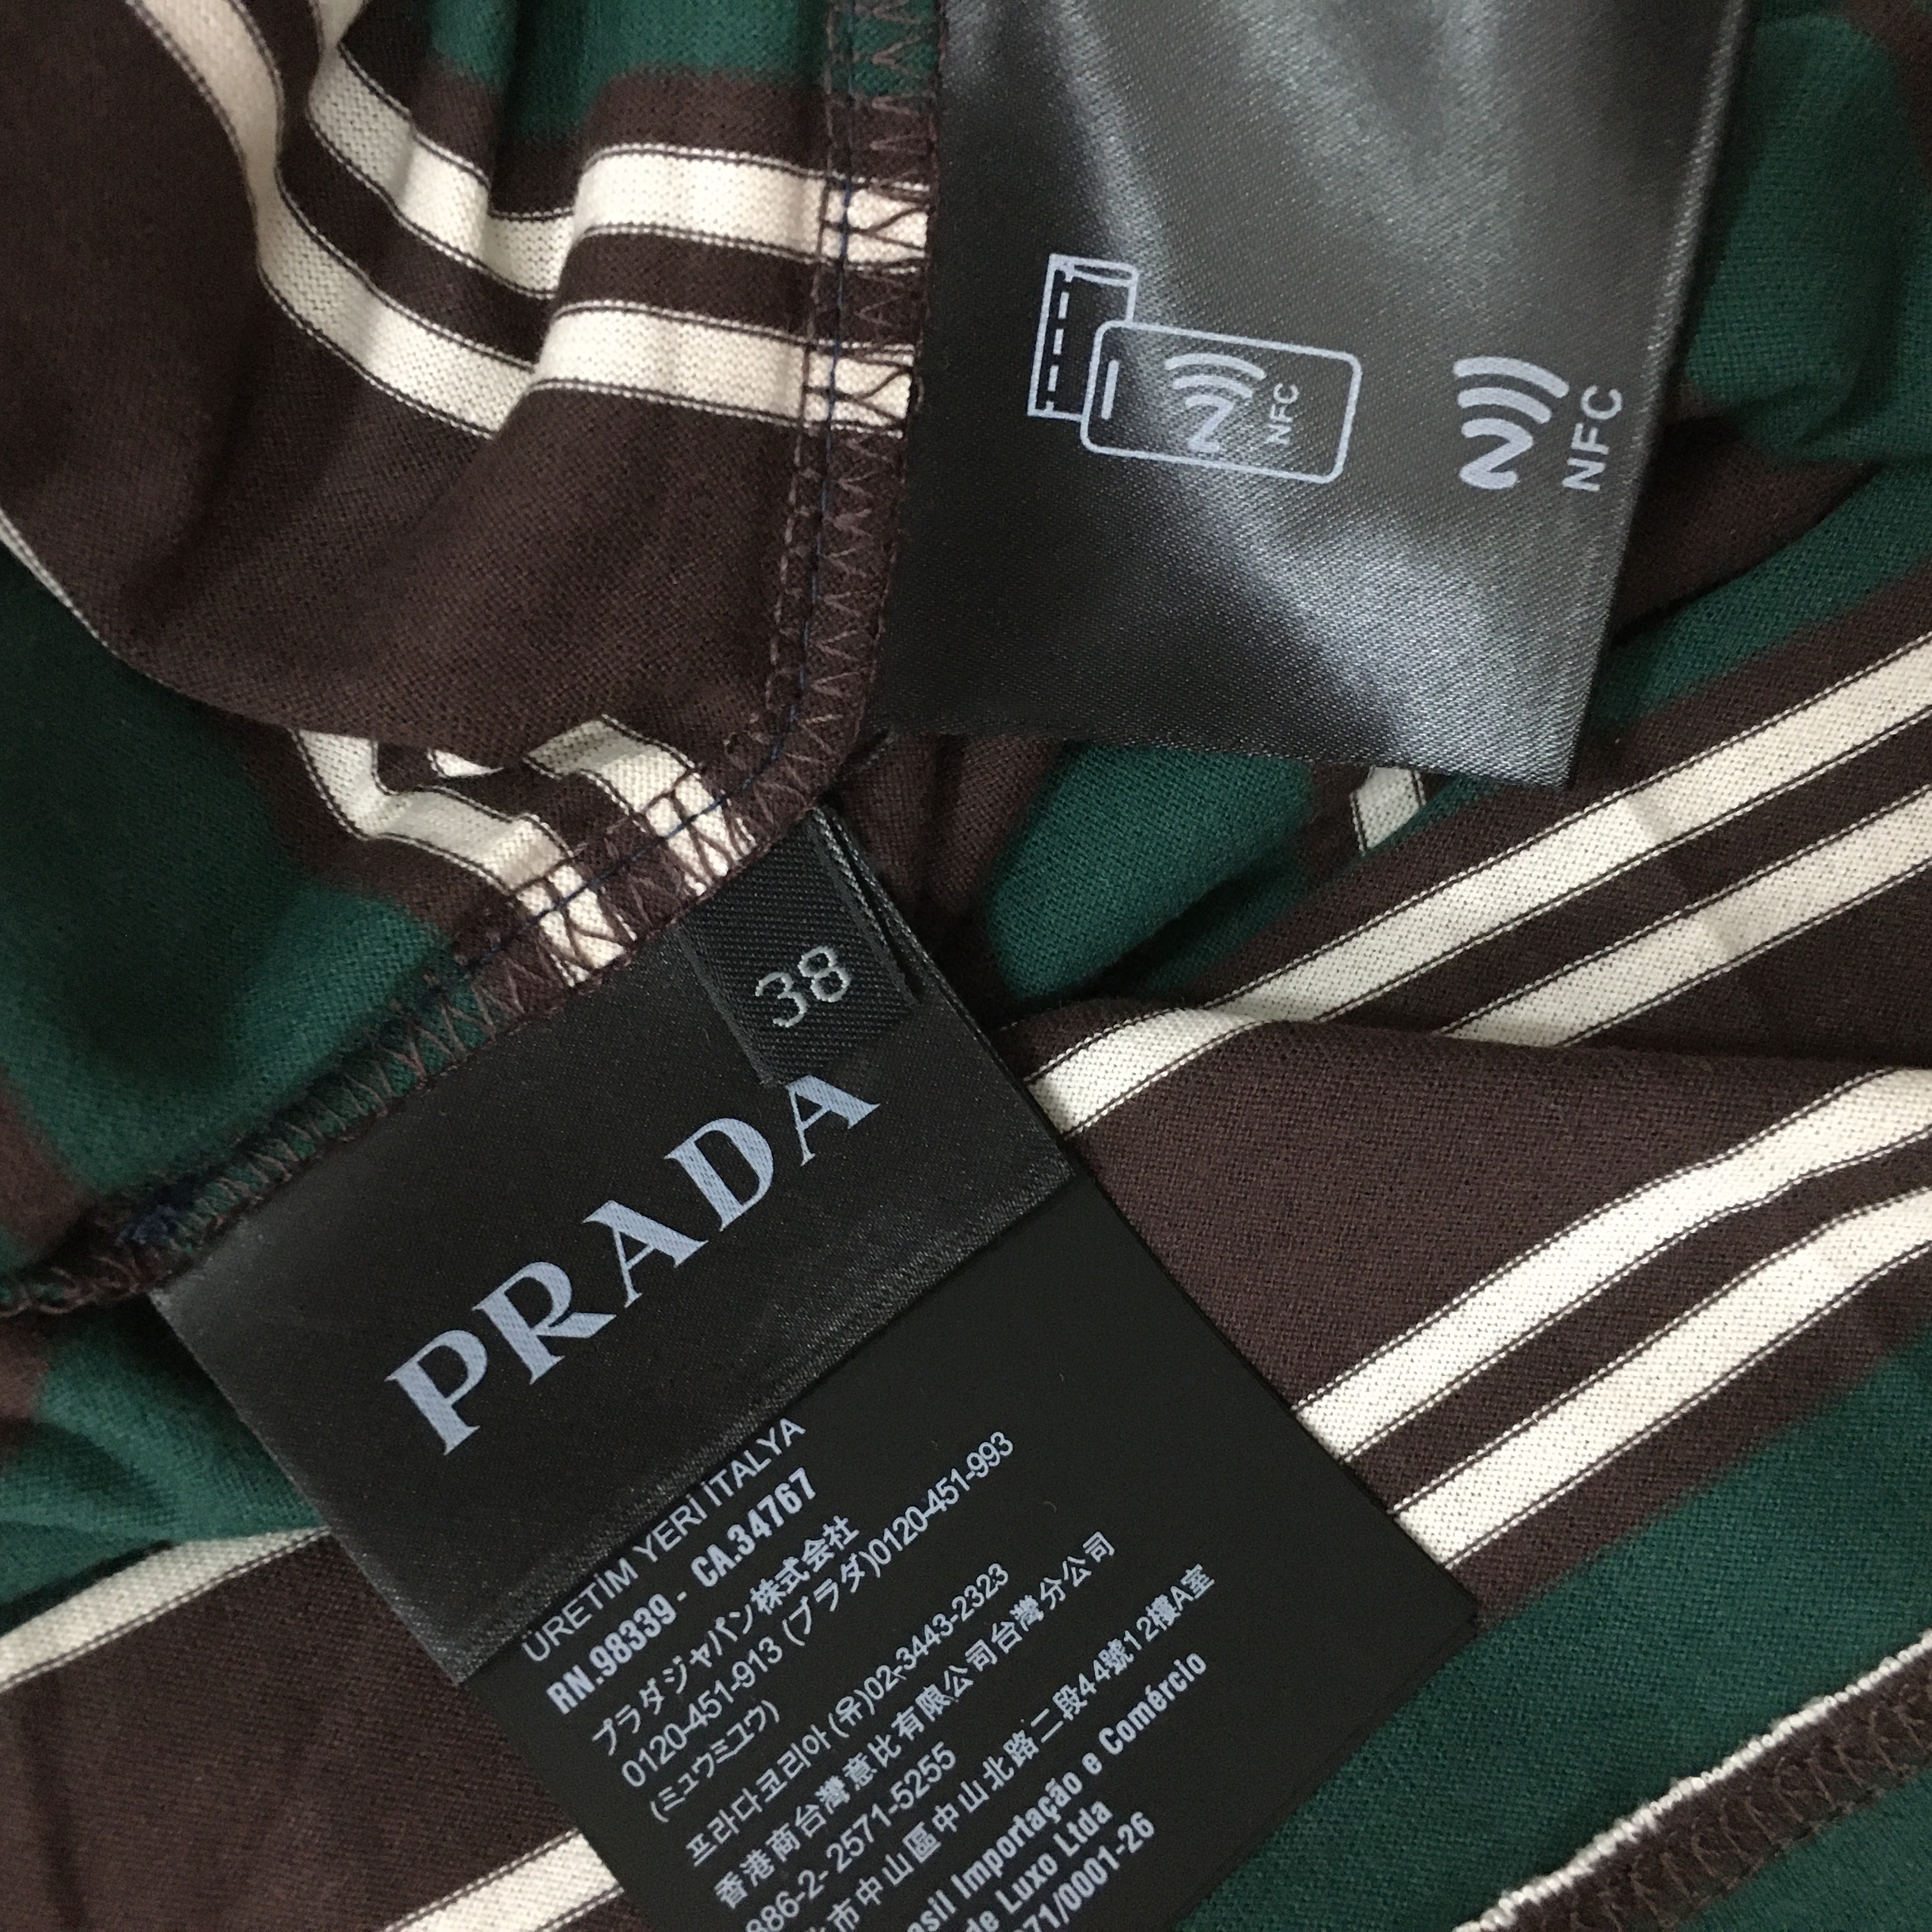 NFC
NFC
38
PRADA
ÜRETİM YERİ İTALYA
RN.98339 - CA.34767
プラダジャパン株式会社
0120-451-913 (プラダ)0120-451-993
(ミュウミュウ)
프라다코리아 (유)02-3443-2323
香港商台灣意比有限公司台灣分公司
886-2- 2571-5255
市中山區中山北路二段44號12樓A室
Importação e Comércio
de Luxo Ltda
71/0001-26